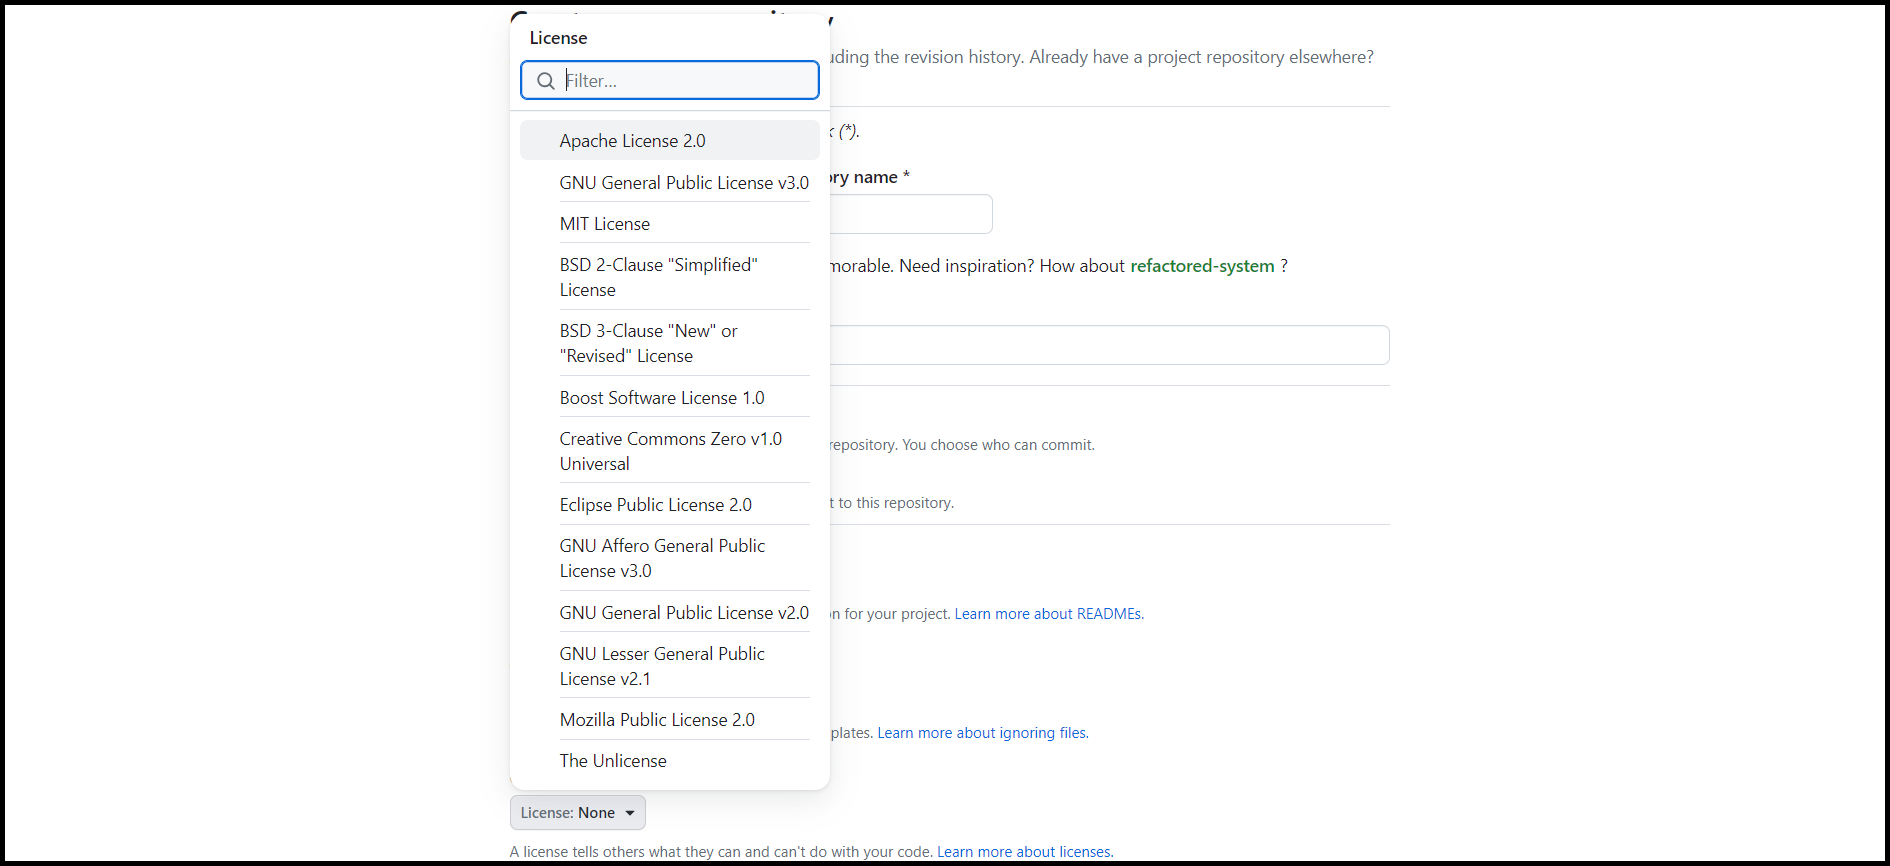 License
Filter...
uding the revision history. Already have a project repository elsewhere?
(*).
Apache License 2.0
ory name *
GNU General Public License v3.0
MIT License
BSD 2-Clause "Simplified"
License
morable. Need inspiration? How about refactored-system ?
BSD 3-Clause "New" or
"Revised" License
Boost Software License 1.0
Creative Commons Zero v1.0
Universal
repository. You choose who can commit.
Eclipse Public License 2.0
t to this repository.
GNU Affero General Public
License v3.0
GNU General Public License v2.0
on for your project. Learn more about READMEs.
GNU Lesser General Public
License v2.1
Mozilla Public License 2.0
plates. Learn more about ignoring files.
The Unlicense
License: None
A license tells others what they can and can't do with your code. Learn more about licenses.